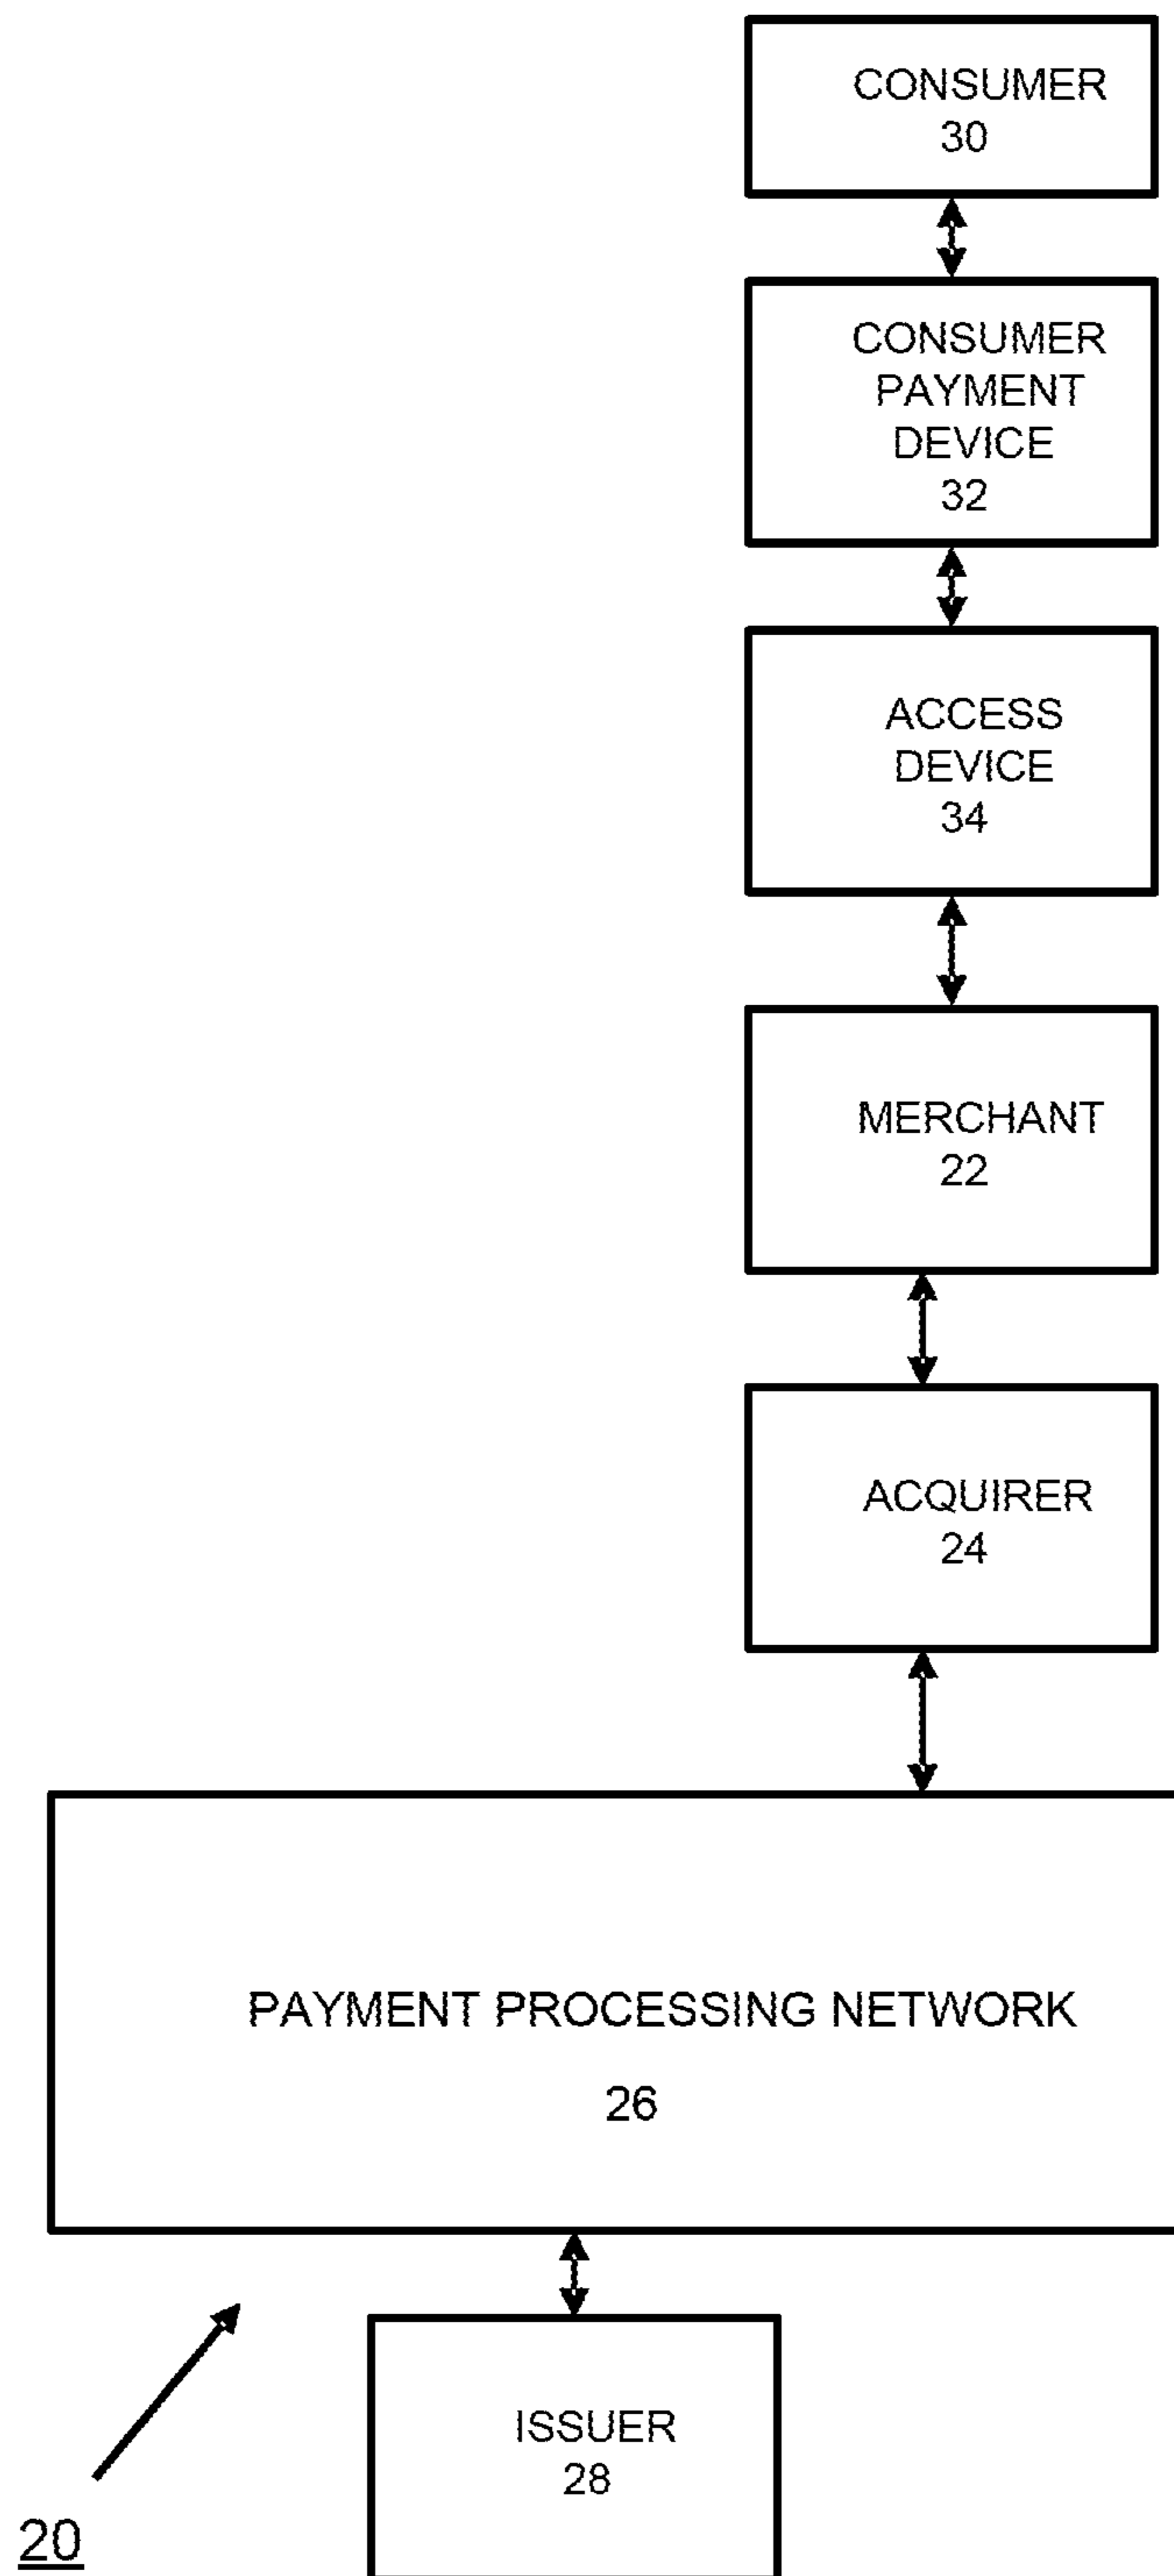 CONSUMER
30
CONSUMER
PAYMENT
DEVICE
32
ACCESS
DEVICE
34
MERCHANT
22
ACQUIRER
24
PAYMENT PROCESSING NETWORK
26
ISSUER
28
20